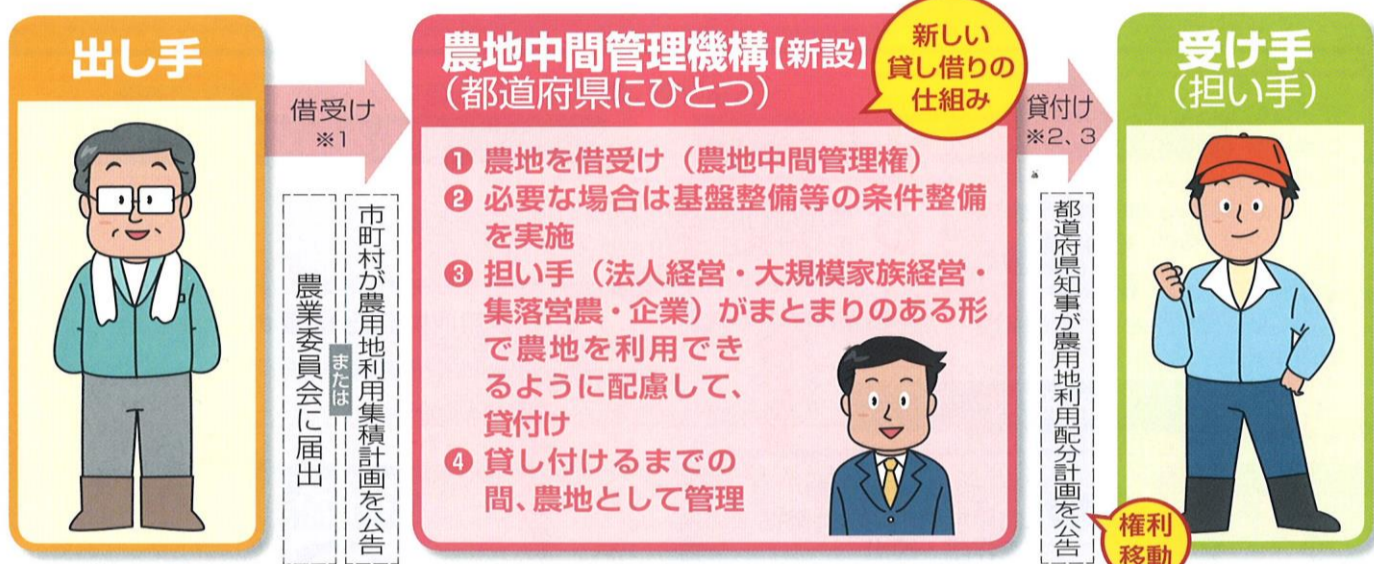 出し手
借受け
※1
市町村が農用地利用集積計画を公告
または
農業委員会に届出
農地中間管理機構【新設】
(都道府県にひとつ)
新しい
貸し借りの
仕組み
❶ 農地を借受け(農地中間管理権)
❷ 必要な場合は基盤整備等の条件整備
を実施
❸ 担い手(法人経営・大規模家族経営・
集落営農・企業)がまとまりのある形
で農地を利用でき
るように配慮して、
貸付け
❹ 貸し付けるまでの
間、農地として管理
貸付け
※2、3
都道府県知事が農用地利用配分計画を公告
権利
移動
受け手
(担い手)